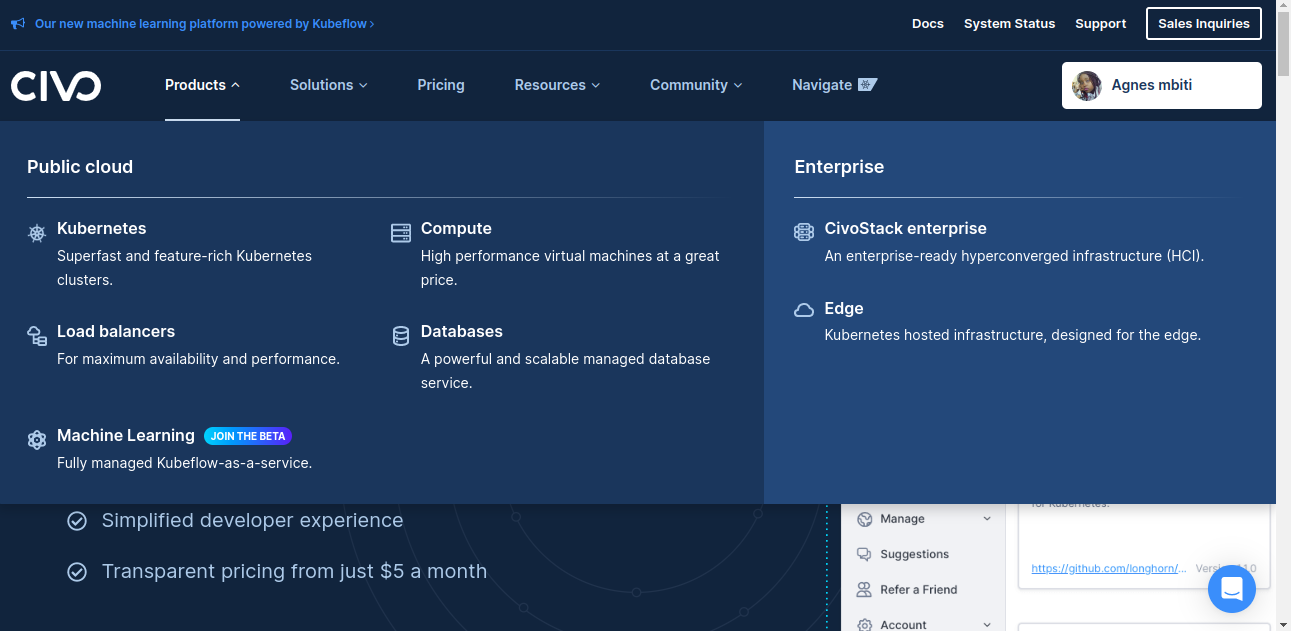 Our new machine learning platform powered by Kubeflow ›
Docs System Status Support Sales Inquiries
CIVO Products Solutions Pricing Resources Community Navigate Agnes mbiti
Public cloud
Kubernetes
Superfast and feature-rich Kubernetes
clusters.
Compute
High performance virtual machines at a great
price.
Load balancers
For maximum availability and performance.
Databases
A powerful and scalable managed database
service.
Machine Learning JOIN THE BETA
Fully managed Kubeflow-as-a-service.
Enterprise
CivoStack enterprise
An enterprise-ready hyperconverged infrastructure (HCI).
Edge
Kubernetes hosted infrastructure, designed for the edge.
Simplified developer experience
Transparent pricing from just $5 a month
Manage
Suggestions
Refer a Friend
Account
for Kubernetes.
https://github.com/longhorn/... 1.0